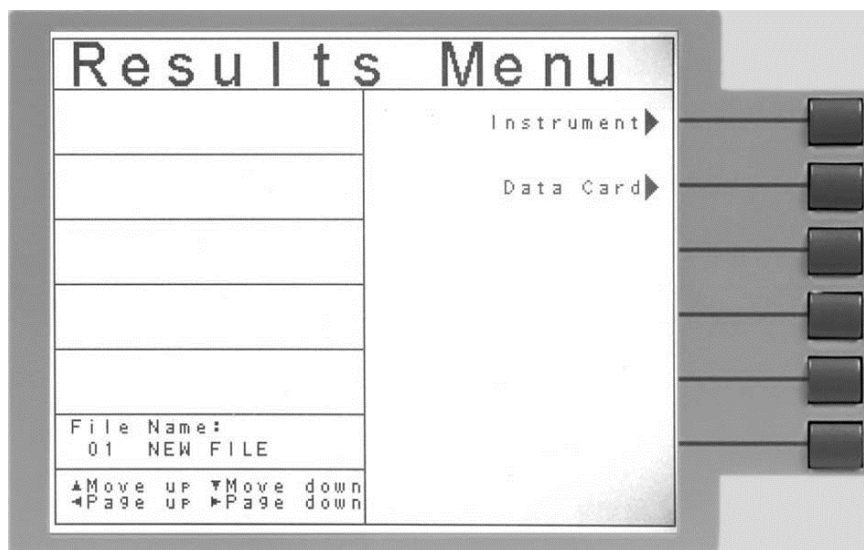 Results Menu
Instrument▶
Data Card▶
File Name:
01 NEW FILE
▲Move up ▼Move down
◀Page up ▶Page down